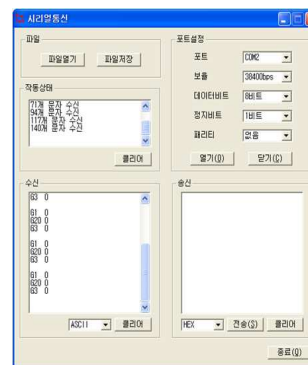 시리얼통신
파일
파일열기
파일저장
작동상태
71개 문자 수신
94개 문자 수신
117개 문자 수신
140개 문자 수신
클리어
포트설정
포트 COM2
보율 38400bps
데이터비트 8비트
정지비트 1비트
패리티 없음
열기(O)
닫기(C)
수신
G3 0
G1 0
G20 0
G3 0
G1 0
G20 0
G3 0
G1 0
G20 0
G3 0
ASCII
클리어
송신
HEX
전송(S)
클리어
종료(Q)